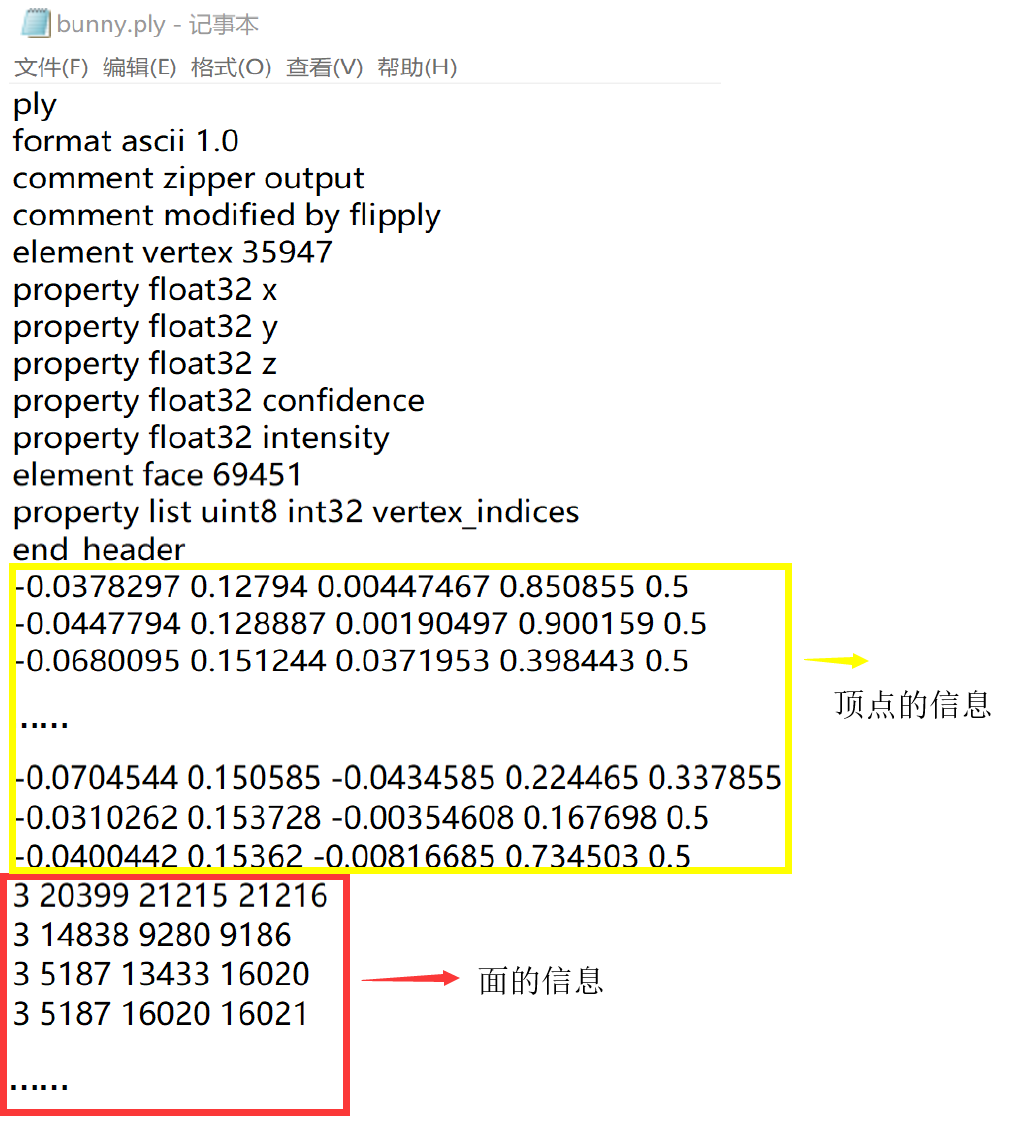 bunny.ply - 记事本
文件(F) 编辑(E) 格式(O) 查看(V) 帮助(H)
ply
format ascii 1.0
comment zipper output
comment modified by flipply
element vertex 35947
property float32 x
property float32 y
property float32 z
property float32 confidence
property float32 intensity
element face 69451
property list uint8 int32 vertex_indices
end_header
-0.0378297 0.12794 0.00447467 0.850855 0.5
-0.0447794 0.128887 0.00190497 0.900159 0.5
-0.0680095 0.151244 0.0371953 0.398443 0.5
……
顶点的信息
-0.0704544 0.150585 -0.0434585 0.224465 0.337855
-0.0310262 0.153728 -0.00354608 0.167698 0.5
-0.0400442 0.15362 -0.00816685 0.734503 0.5
3 20399 21215 21216
3 14838 9280 9186
3 5187 13433 16020
3 5187 16020 16021
面的信息
……